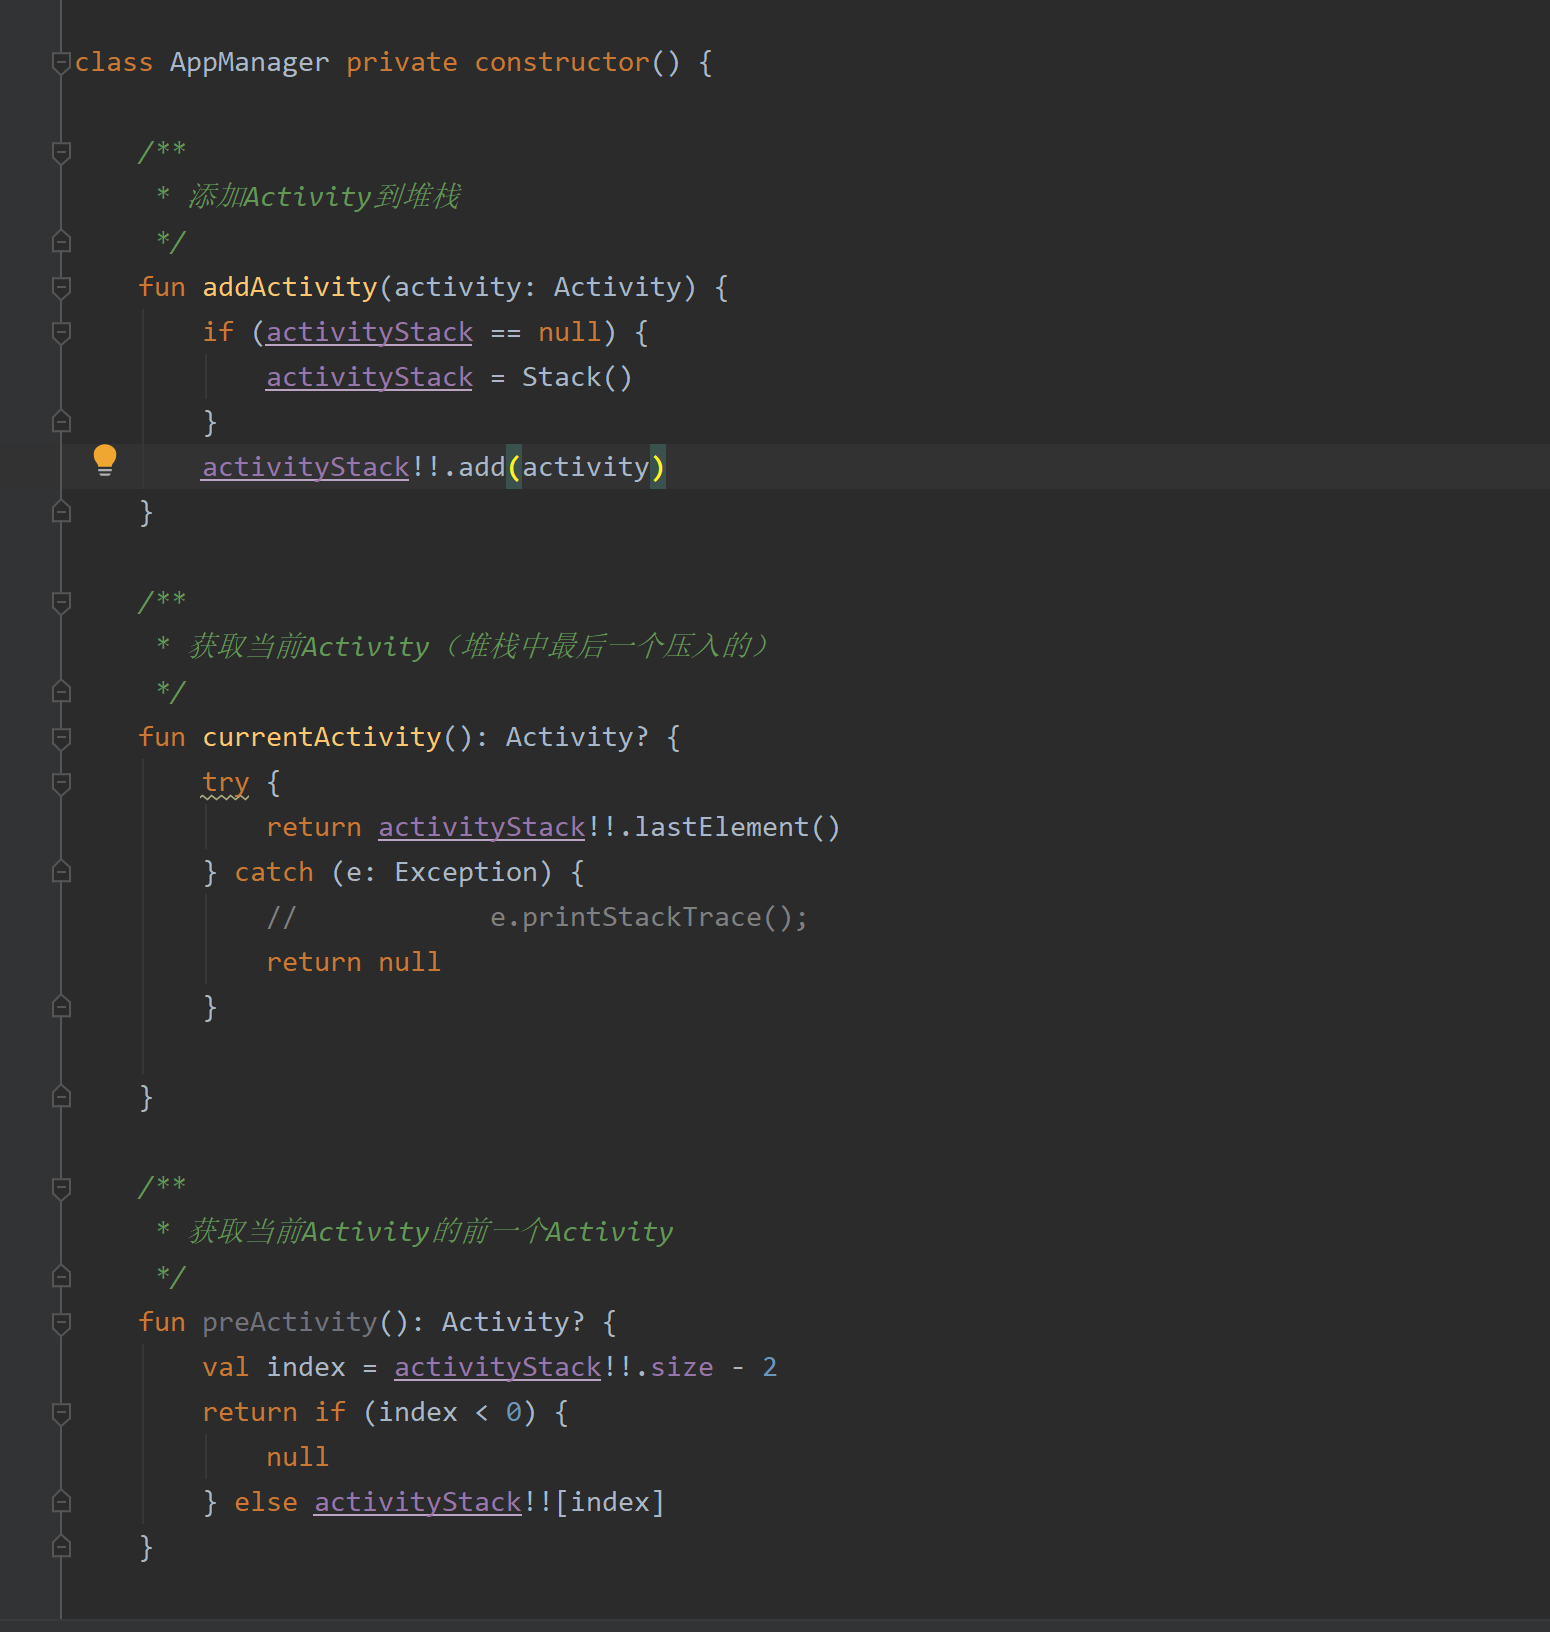 class AppManager private constructor() {
/**
* 添加Activity到堆栈
*/
fun addActivity(activity: Activity) {
if (activityStack == null) {
activityStack = Stack()
}
activityStack!!.add(activity)
}
/**
* 获取当前Activity（堆栈中最后一个压入的）
*/
fun currentActivity(): Activity? {
try {
return activityStack!!.lastElement()
} catch (e: Exception) {
// e.printStackTrace();
return null
}
}
/**
* 获取当前Activity的前一个Activity
*/
fun preActivity(): Activity? {
val index = activityStack!!.size - 2
return if (index < 0) {
null
} else activityStack!![index]
}